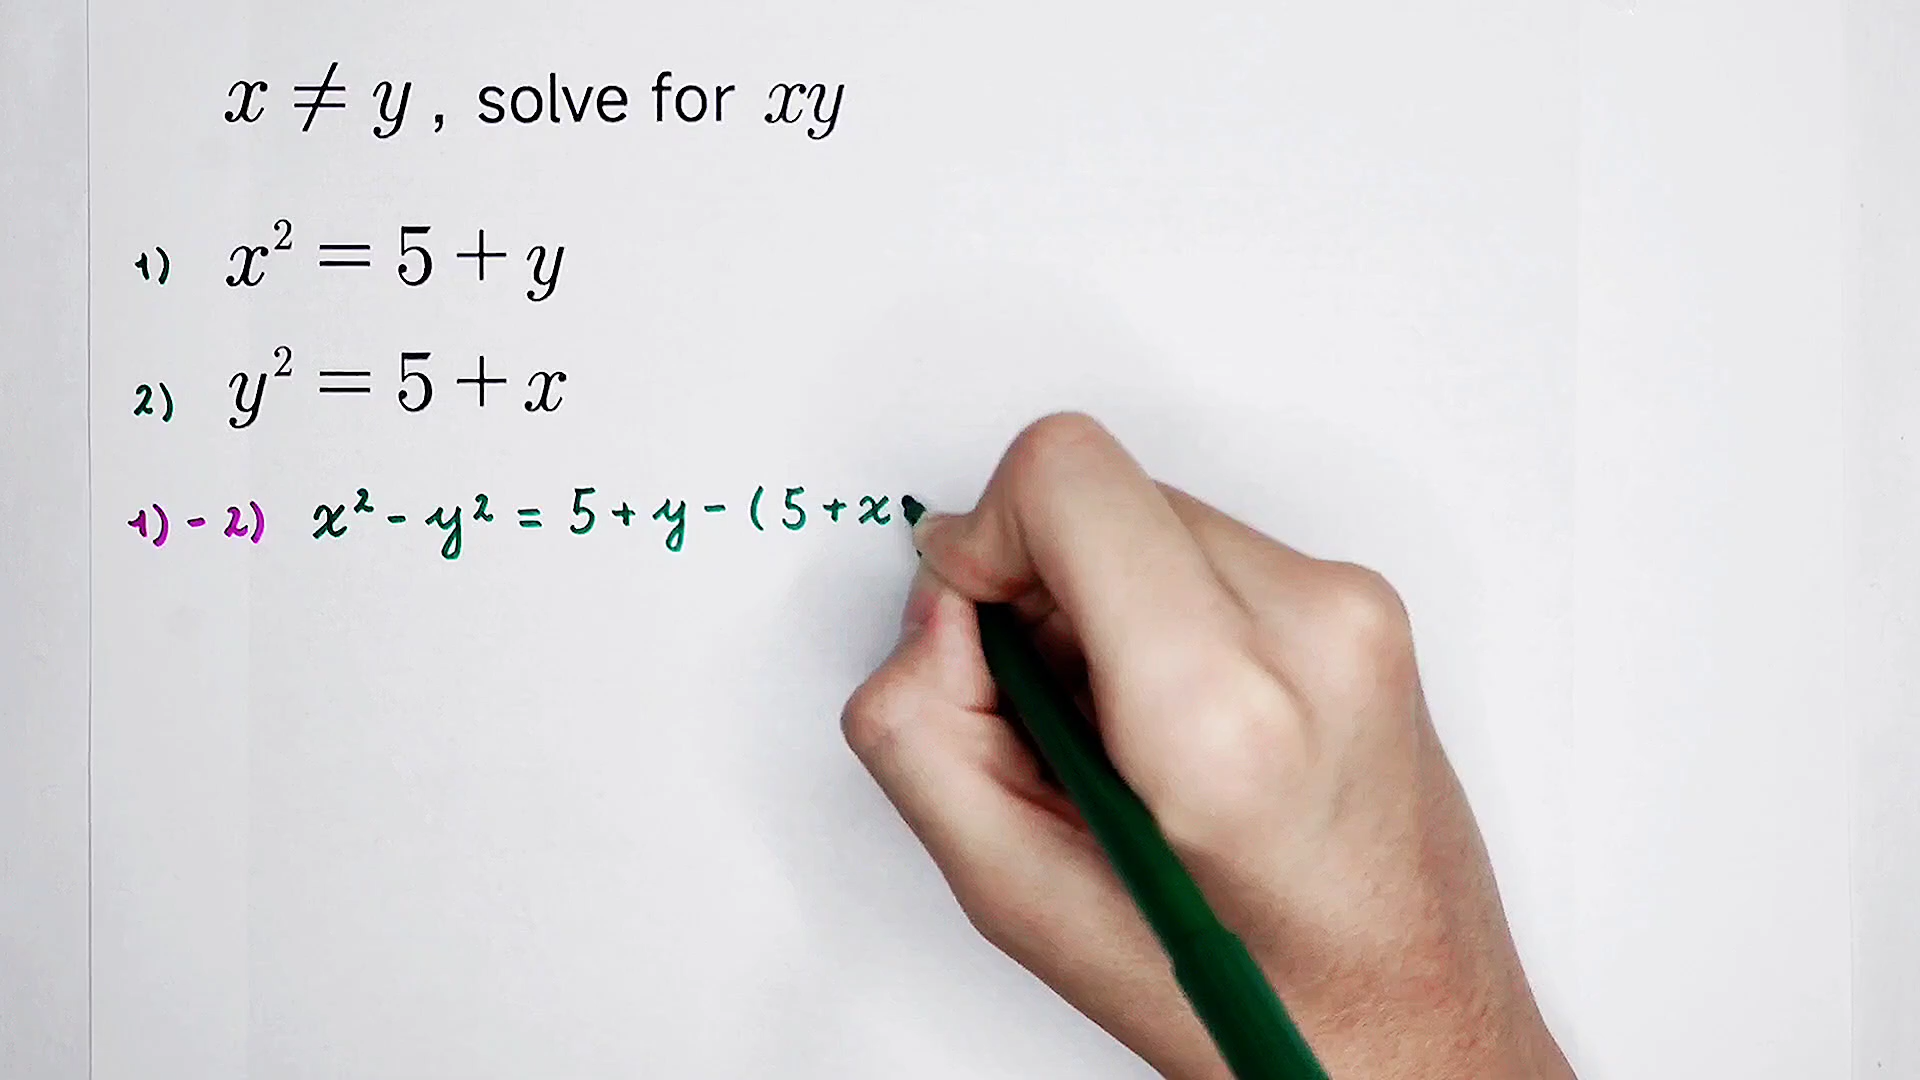 x ≠ y , solve for xy
1) x² = 5 + y
2) y² = 5 + x
1) - 2) x² - y² = 5 + y - ( 5 + x